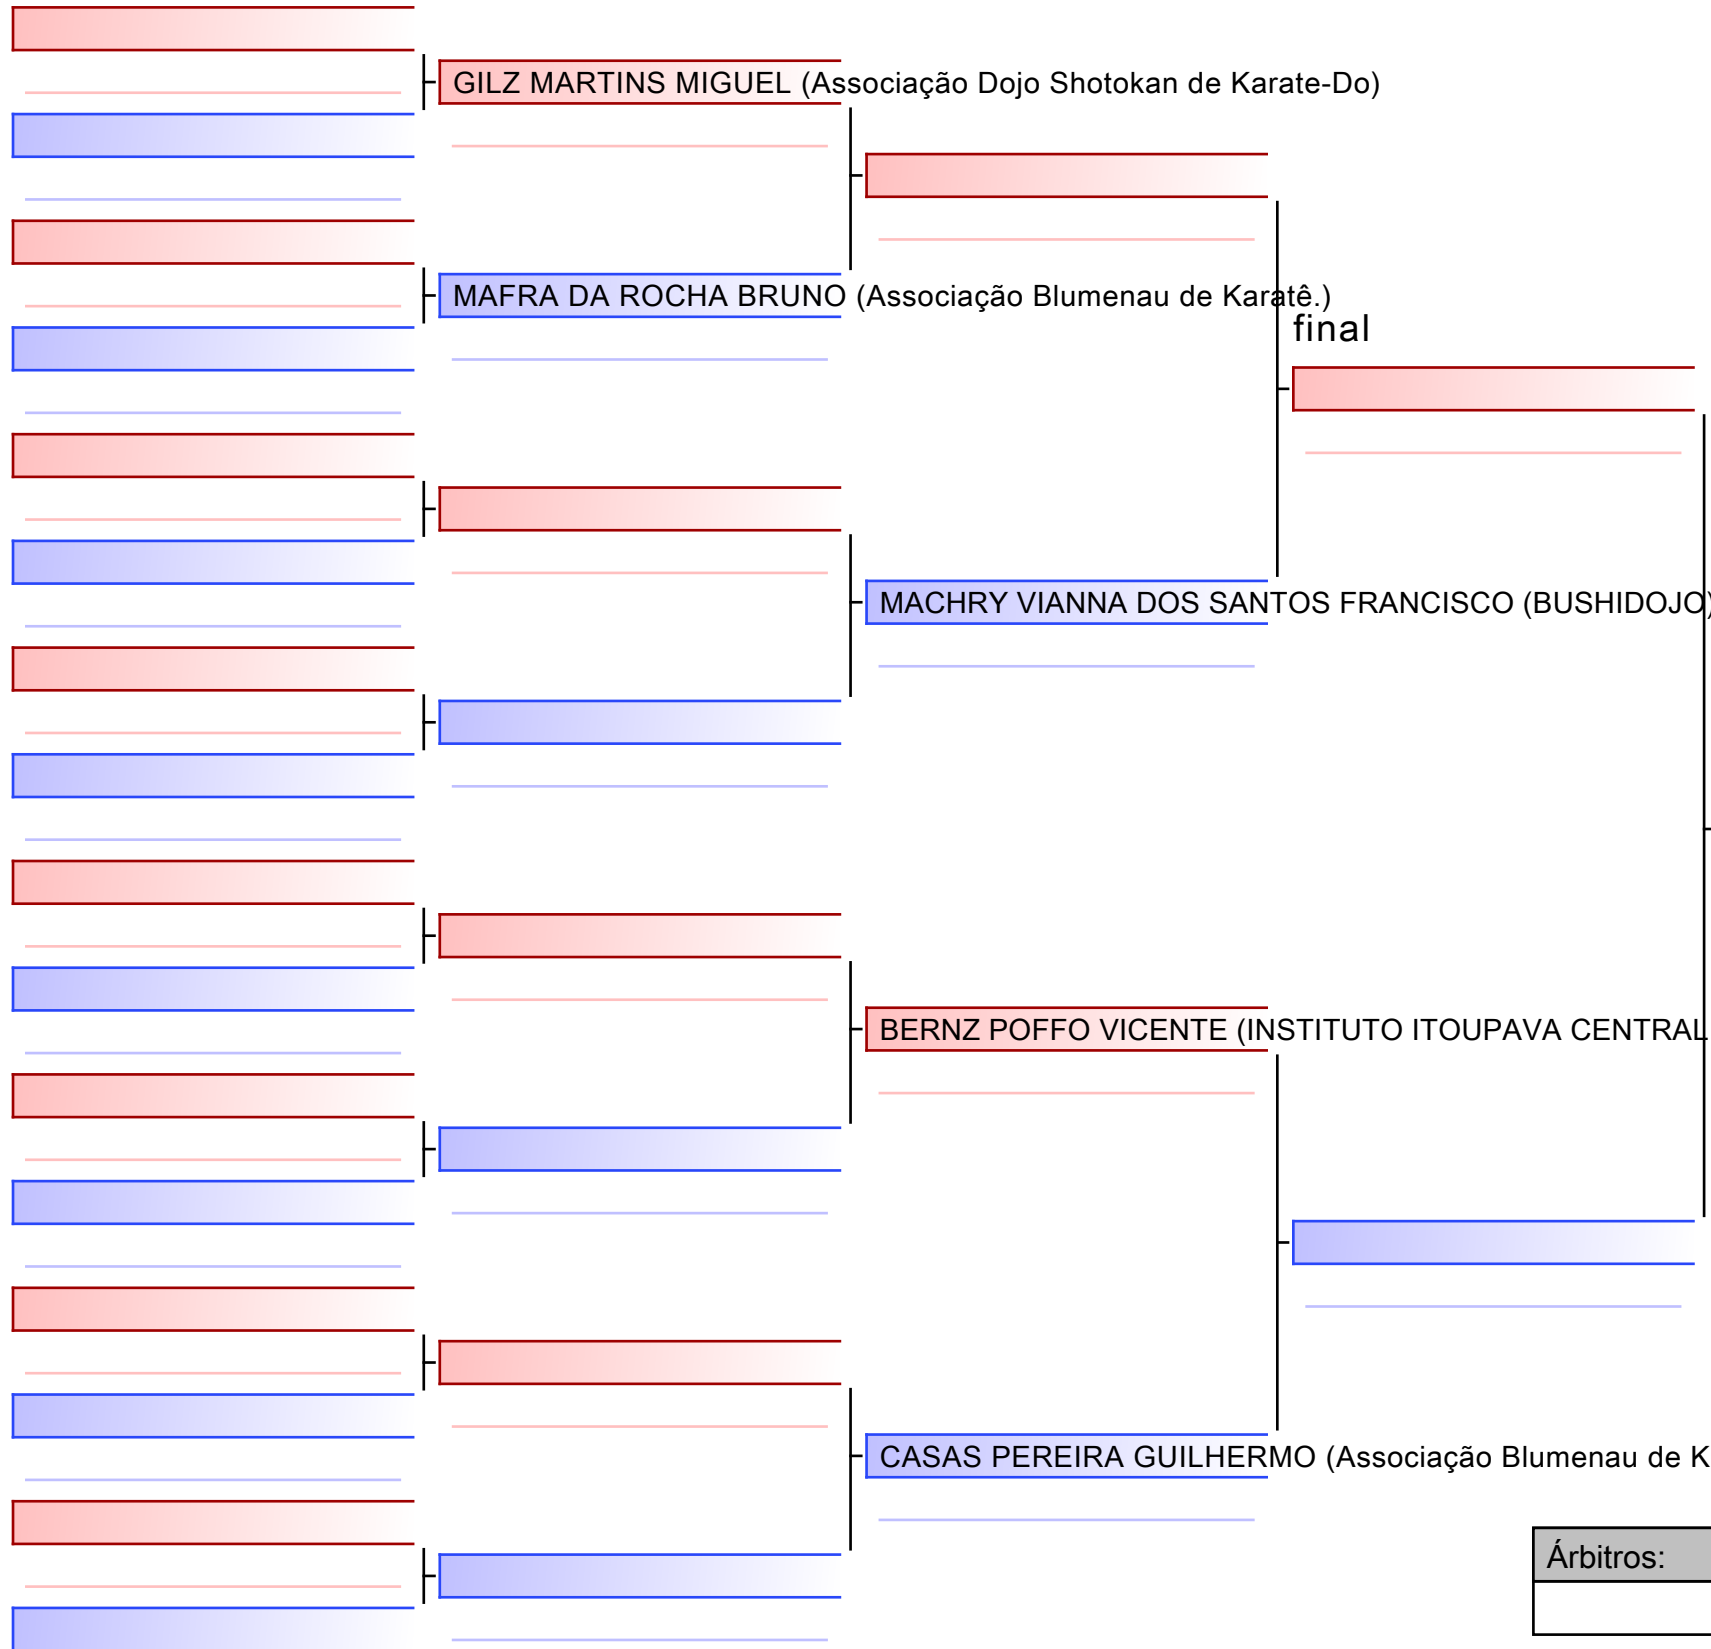 GILZ MARTINS MIGUEL (Associação Dojo Shotokan de Karate-Do)
MAFRA DA ROCHA BRUNO (Associação Blumenau de Karatê.)
final
MACHRY VIANNA DOS SANTOS FRANCISCO (BUSHIDOJO)
BERNZ POFFO VICENTE (INSTITUTO ITOUPAVA CENTRAL
CASAS PEREIRA GUILHERMO (Associação Blumenau de K
Árbitros: